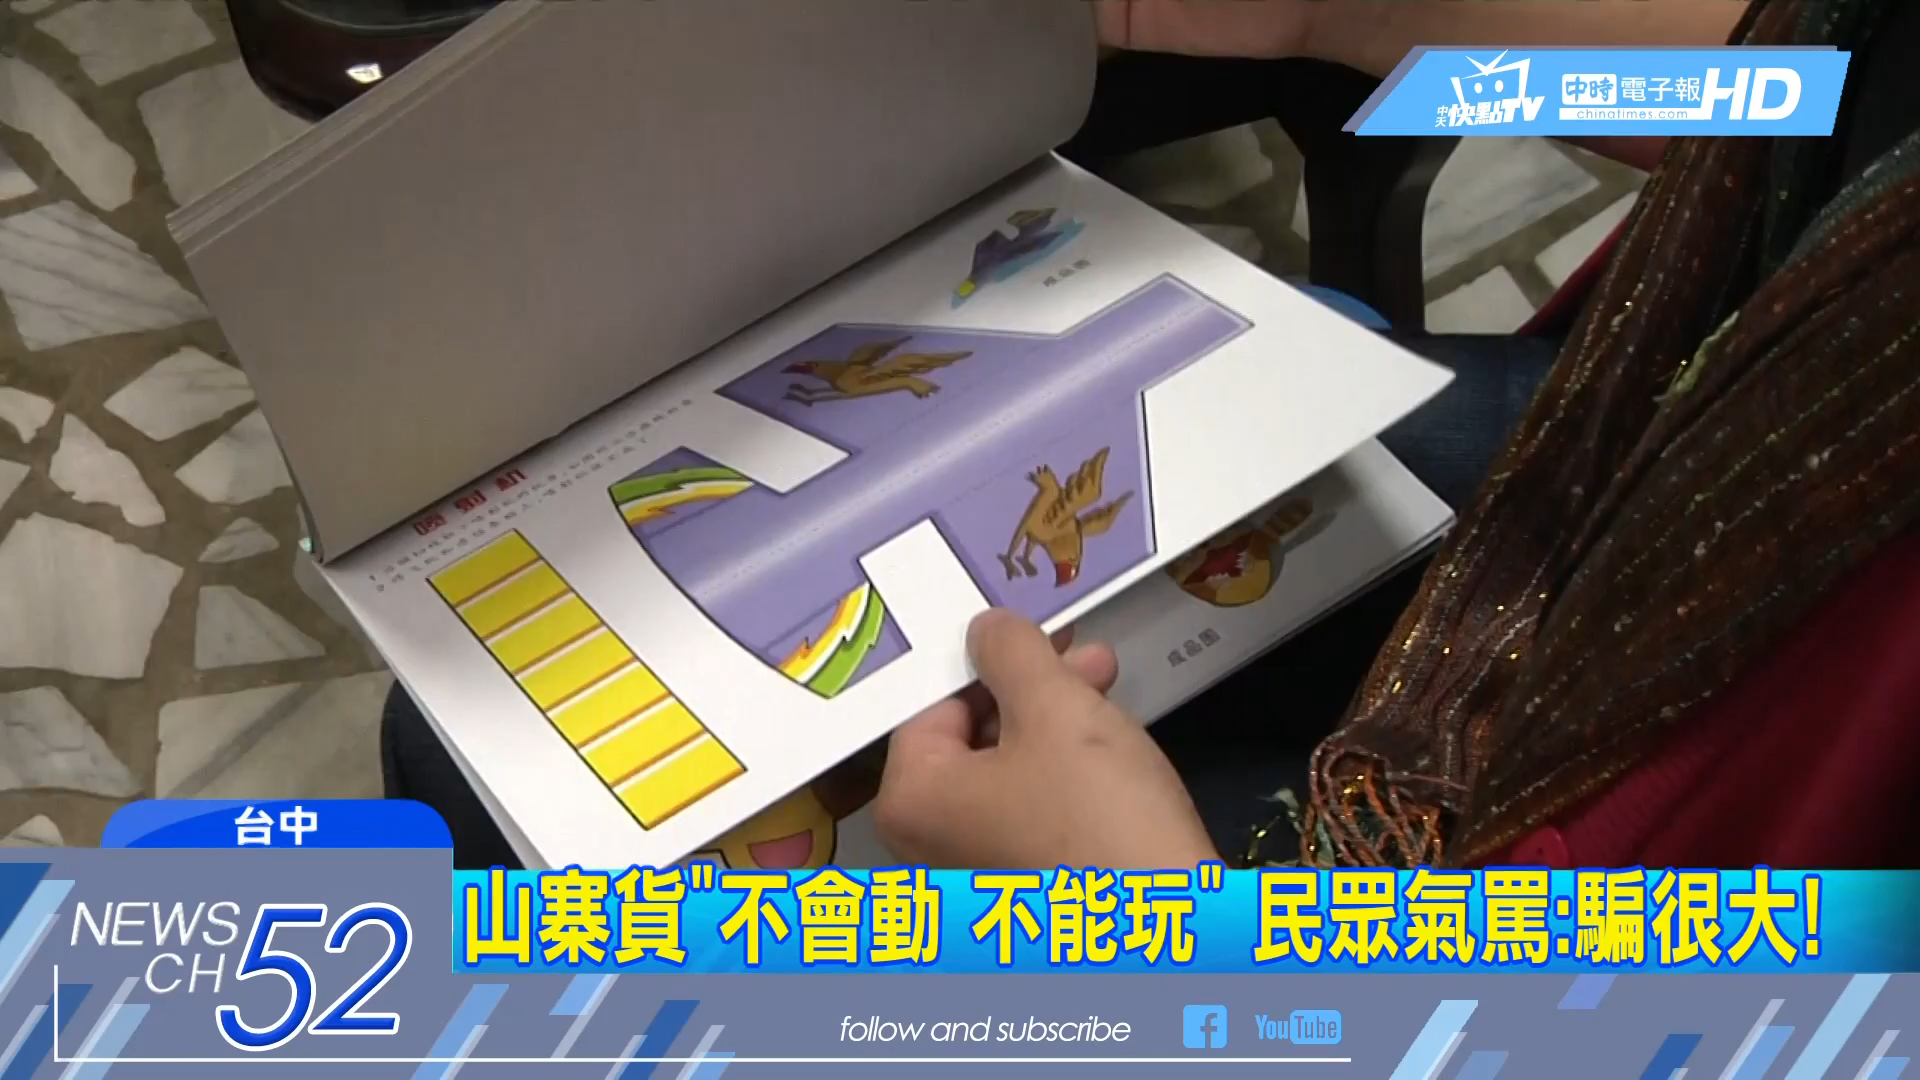 中天快點TV 中時電子報HD
chinatimes.com
成品圖
噴射機
成品圖
台中
NEWS
CH 52
山寨貨"不會動 不能玩" 民眾氣罵:騙很大!
follow and subscribe f YouTube